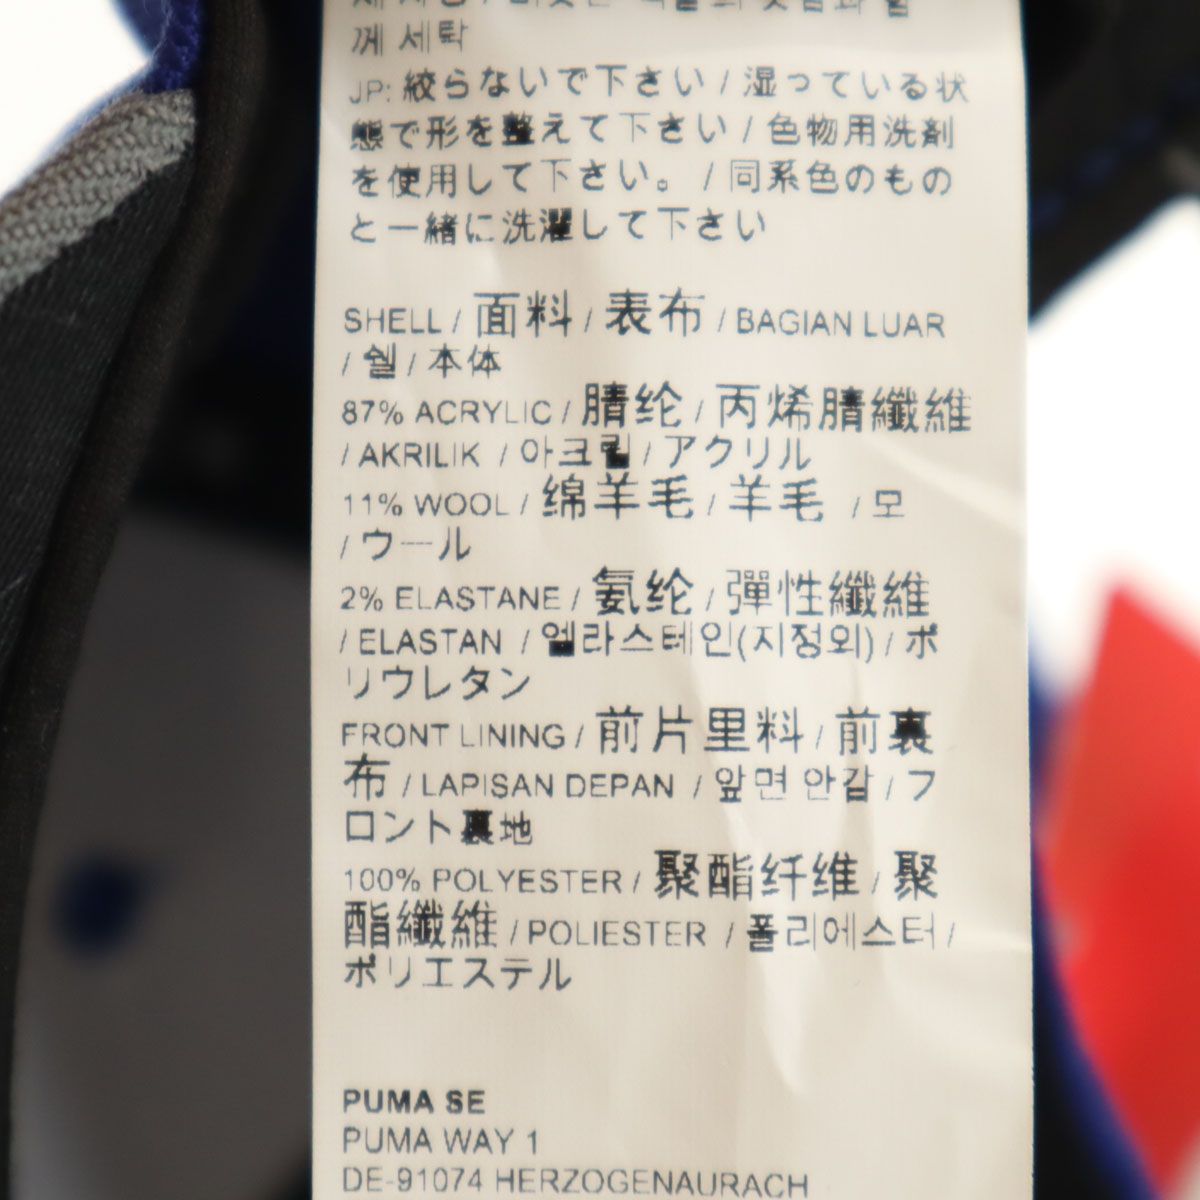 께 세탁
JP: 絞らないで下さい / 湿っている状
態で形を整えて下さい / 色物用洗剤
を使用して下さい。 / 同系色のもの
と一緒に洗濯して下さい
SHELL / 面料 / 表布 / BAGIAN LUAR
/ 쉘 / 本体
87% ACRYLIC / 腈纶 / 丙烯腈纖維
/ AKRILIK / 아크릴 / アクリル
11% WOOL / 绵羊毛 / 羊毛 / 모
/ ウール
2% ELASTANE / 氨纶 / 彈性纖維
/ ELASTAN / 엘라스테인(지정외) / ポ
リウレタン
FRONT LINING / 前片里料 / 前裏
布 / LAPISAN DEPAN / 앞면 안감 / フ
ロント裏地
100% POLYESTER / 聚酯纤维 / 聚
酯纖維 / POLIESTER / 폴리에스터 /
ポリエステル
PUMA SE
PUMA WAY 1
DE-91074 HERZOGENAURACH